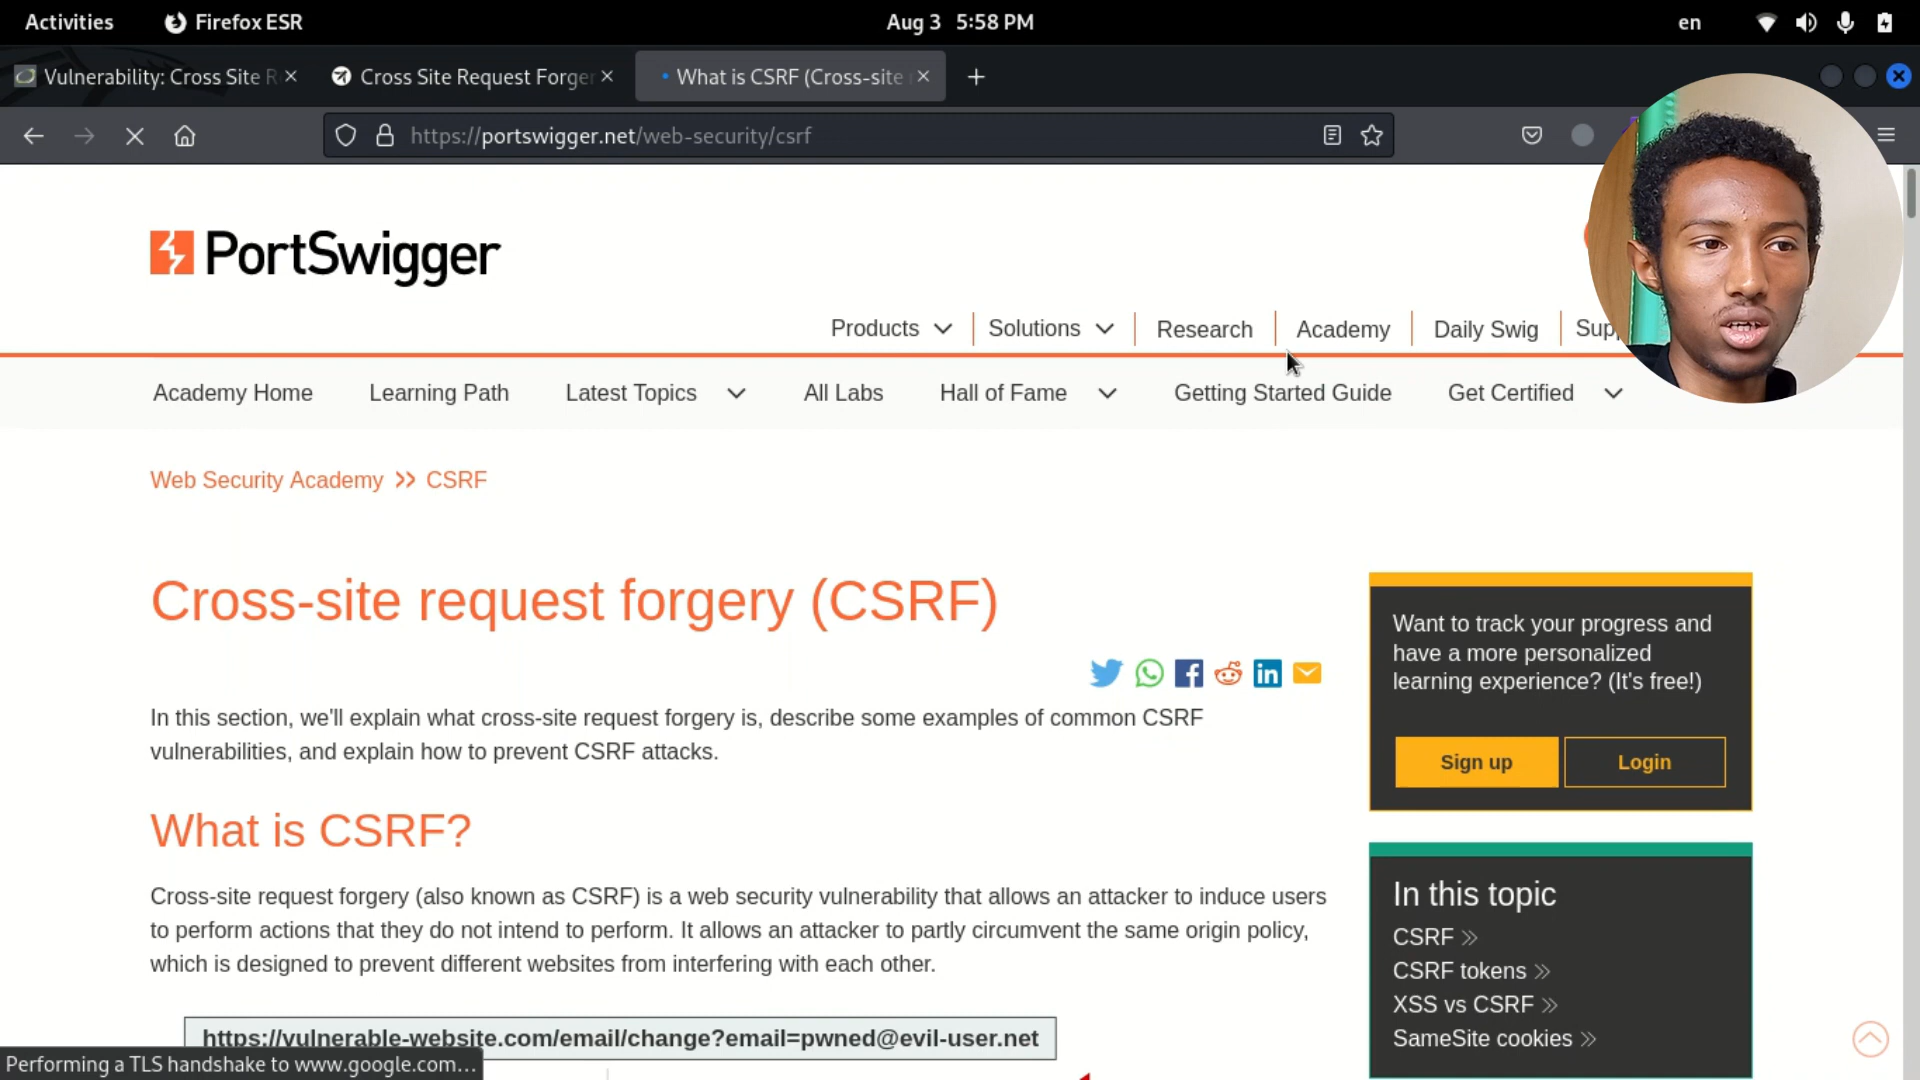 Activities
Firefox ESR
Aug 3 5:58 PM
en
Vulnerability: Cross Site R
Cross Site Request Forger
What is CSRF (Cross-site
https://portswigger.net/web-security/csrf
PortSwigger
Products
Solutions
Research
Academy
Daily Swig
Academy Home
Learning Path
Latest Topics
All Labs
Hall of Fame
Getting Started Guide
Get Certified
Web Security Academy >> CSRF
Cross-site request forgery (CSRF)
In this section, we'll explain what cross-site request forgery is, describe some examples of common CSRF
vulnerabilities, and explain how to prevent CSRF attacks.
What is CSRF?
Cross-site request forgery (also known as CSRF) is a web security vulnerability that allows an attacker to induce users
to perform actions that they do not intend to perform. It allows an attacker to partly circumvent the same origin policy,
which is designed to prevent different websites from interfering with each other.
https://vulnerable-website.com/email/change?email=pwned@evil-user.net
Want to track your progress and
have a more personalized
learning experience? (It's free!)
Sign up
Login
In this topic
CSRF >>
CSRF tokens >>
XSS vs CSRF >>
SameSite cookies >>
Performing a TLS handshake to www.google.com…